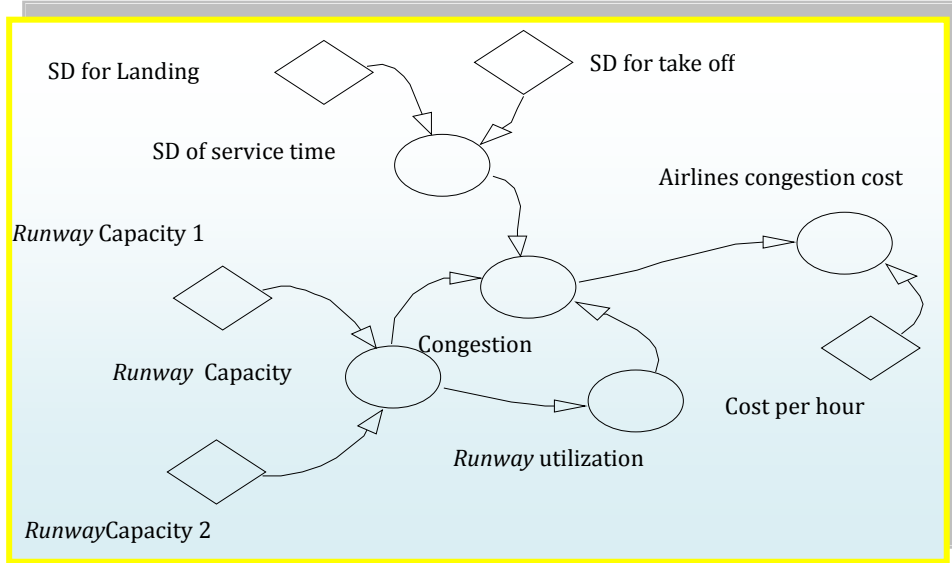 SD for Landing
SD for take off
SD of service time
Airlines congestion cost
Runway Capacity 1
Congestion
Runway Capacity
Cost per hour
Runway utilization
RunwayCapacity 2